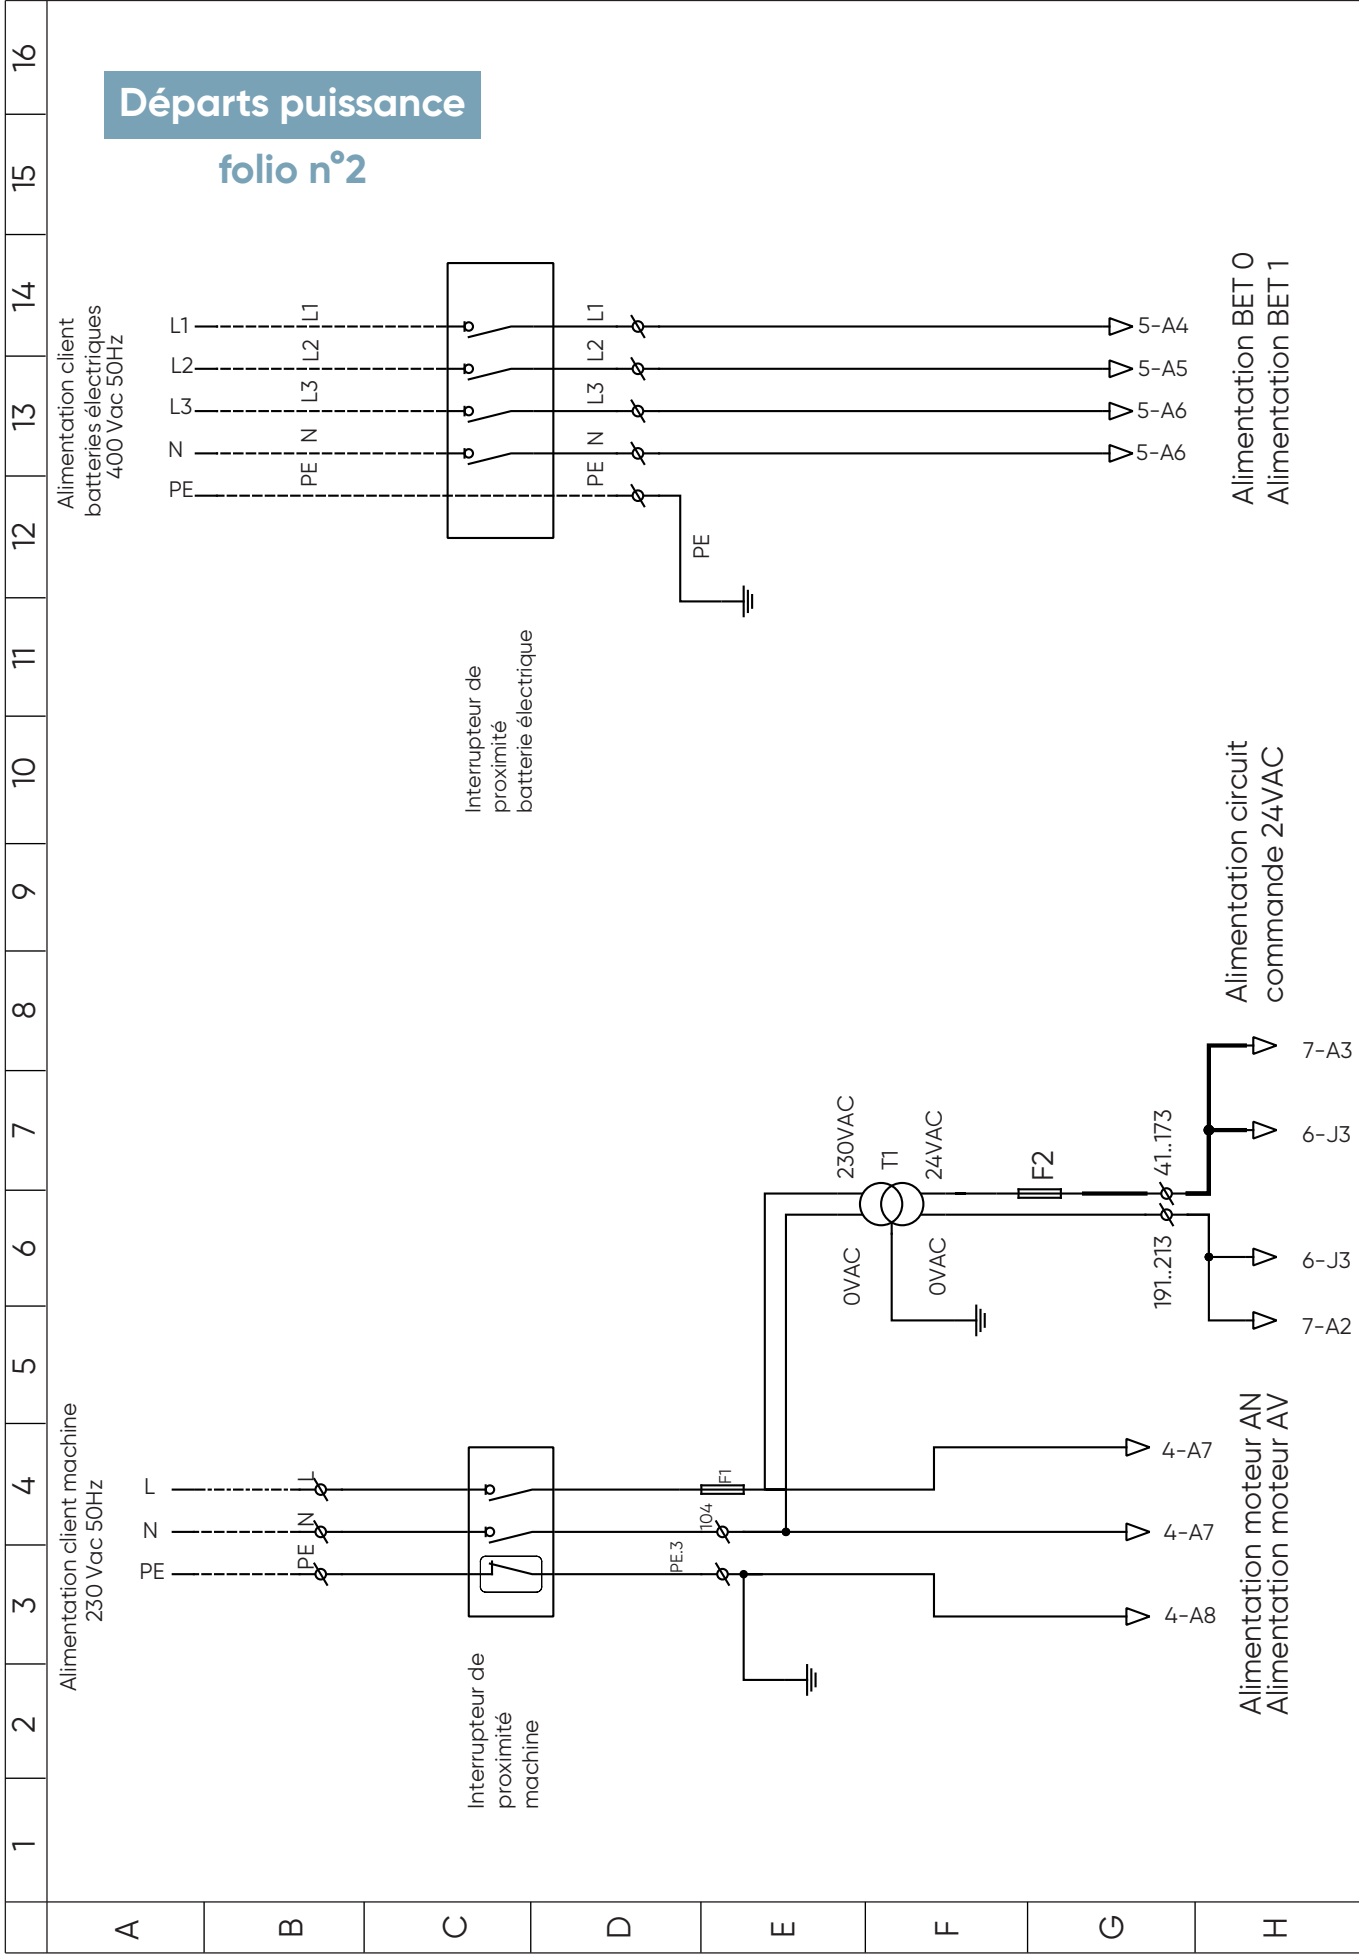 Départs puissance
folio n°2
1
2
3
4
5
6
7
8
9
10
11
12
13
14
15
16
A
B
C
D
E
F
G
H
Alimentation client machine
230 Vac 50Hz
L
N
PE
L
N
PE
Interrupteur de
proximité
machine
PE.3
104
F1
4-A7
4-A7
4-A8
Alimentation moteur AN
Alimentation moteur AV
0VAC
230VAC
T1
0VAC
24VAC
F2
191..213
41..173
7-A2
6-J3
6-J3
7-A3
Alimentation circuit
commande 24VAC
Alimentation client
batteries électriques
400 Vac 50Hz
L1
L2
L3
N
PE
L1
L2
L3
N
PE
Interrupteur de
proximité
batterie électrique
L1
L2
L3
N
PE
PE
5-A4
5-A5
5-A6
5-A6
Alimentation BET 0
Alimentation BET 1